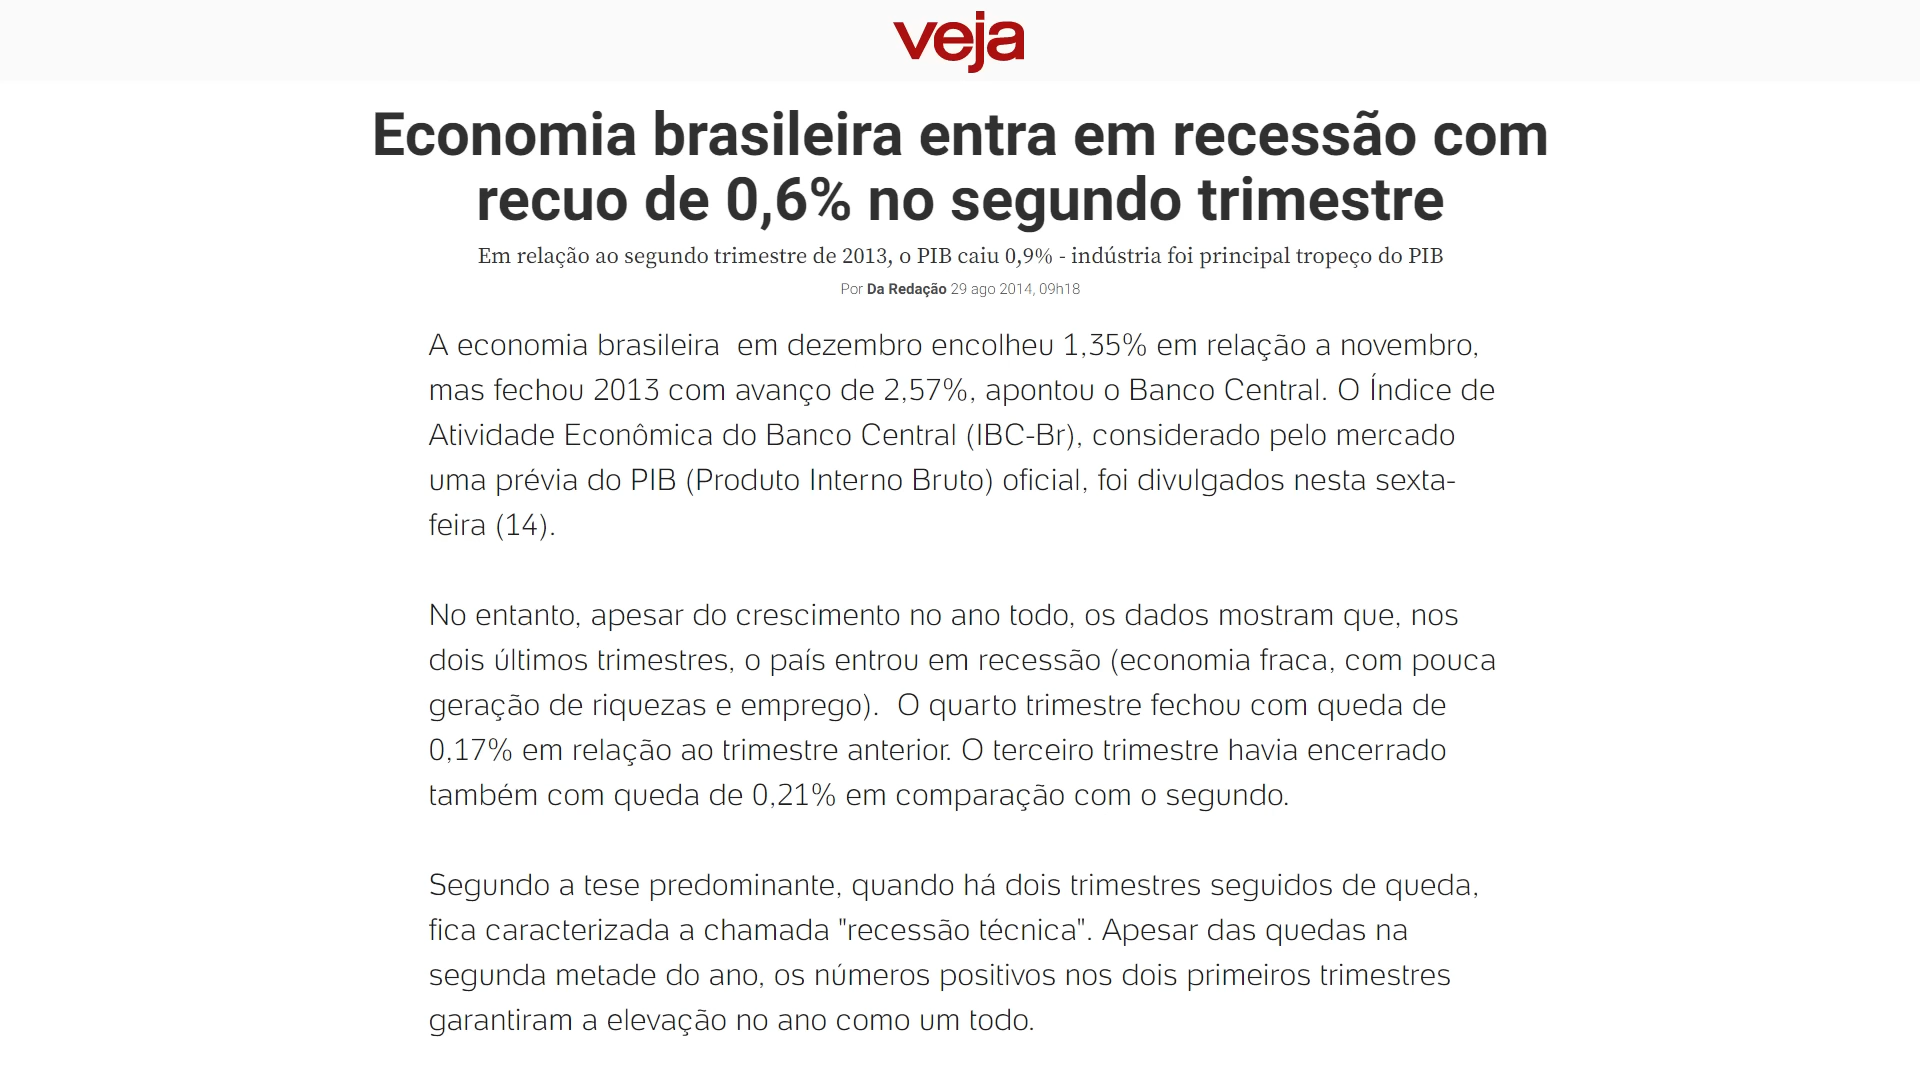 veja
Economia brasileira entra em recessão com
recuo de 0,6% no segundo trimestre
Em relação ao segundo trimestre de 2013, o PIB caiu 0,9% - indústria foi principal tropeço do PIB
Por Da Redação 29 ago 2014, 09h18
A economia brasileira  em dezembro encolheu 1,35% em relação a novembro,
mas fechou 2013 com avanço de 2,57%, apontou o Banco Central. O Índice de
Atividade Econômica do Banco Central (IBC-Br), considerado pelo mercado
uma prévia do PIB (Produto Interno Bruto) oficial, foi divulgados nesta sexta-
feira (14).
No entanto, apesar do crescimento no ano todo, os dados mostram que, nos
dois últimos trimestres, o país entrou em recessão (economia fraca, com pouca
geração de riquezas e emprego).  O quarto trimestre fechou com queda de
0,17% em relação ao trimestre anterior. O terceiro trimestre havia encerrado
também com queda de 0,21% em comparação com o segundo.
Segundo a tese predominante, quando há dois trimestres seguidos de queda,
fica caracterizada a chamada "recessão técnica". Apesar das quedas na
segunda metade do ano, os números positivos nos dois primeiros trimestres
garantiram a elevação no ano como um todo.